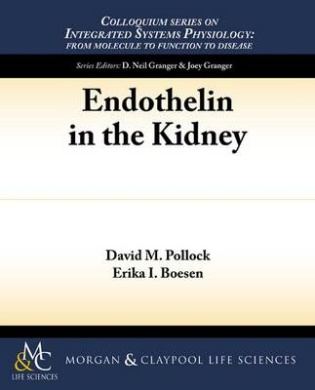 COLLOQUIUM SERIES ON
INTEGRATED SYSTEMS PHYSIOLOGY:
FROM MOLECULE TO FUNCTION TO DISEASE
Series Editors: D. Neil Granger & Joey Granger
Endothelin
in the Kidney
David M. Pollock
Erika I. Boesen
M&C
LIFE SCIENCES
MORGAN & CLAYPOOL LIFE SCIENCES